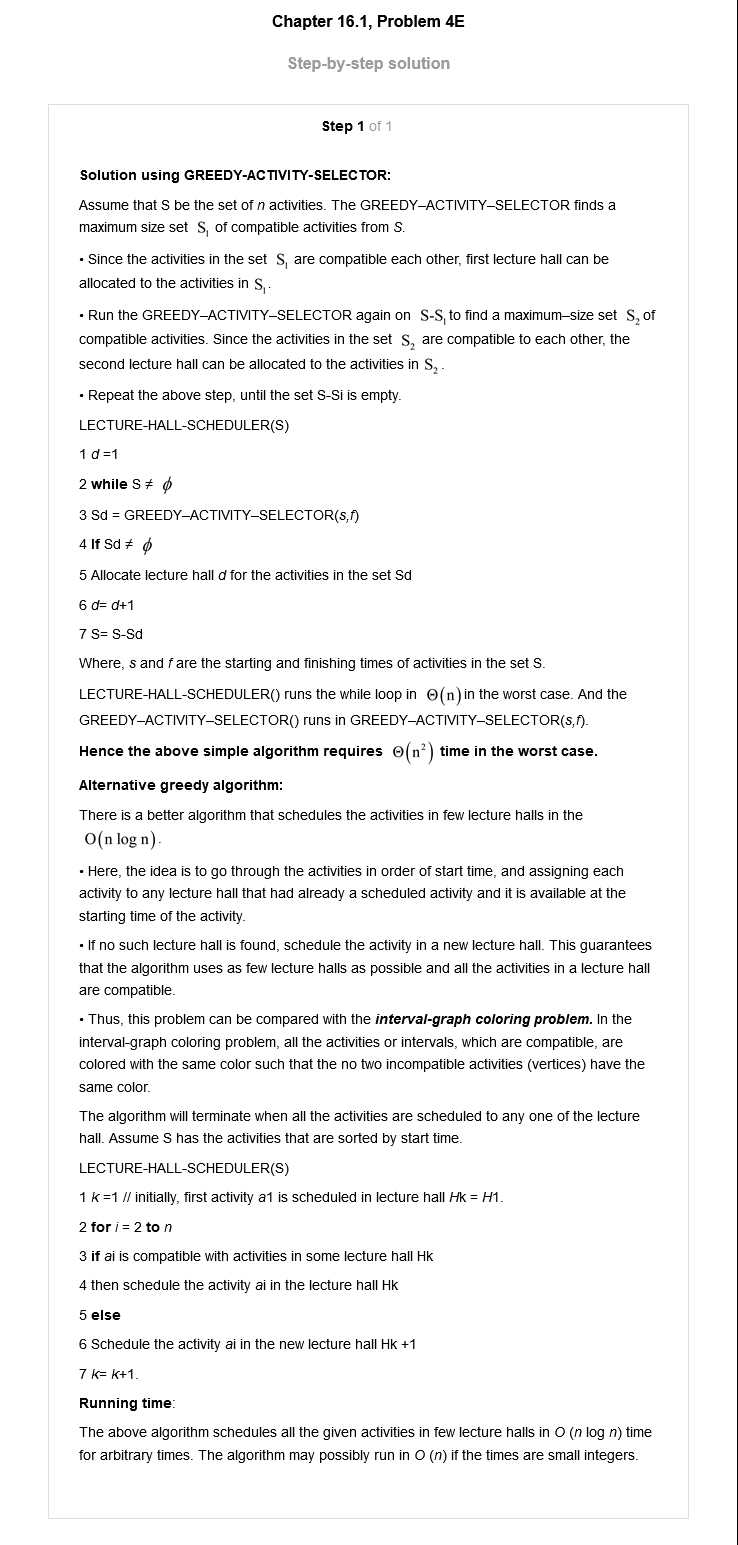 Chapter 16.1, Problem 4E
Step-by-step solution
Step 1 of 1
Solution using GREEDY-ACTIVITY-SELECTOR:
Assume that S be the set of n activities. The GREEDY–ACTIVITY–SELECTOR finds a
maximum size set S₁ of compatible activities from S.
• Since the activities in the set S₁ are compatible each other, first lecture hall can be
allocated to the activities in S₁.
• Run the GREEDY–ACTIVITY–SELECTOR again on S-S₁ to find a maximum–size set S₂ of
compatible activities. Since the activities in the set S₂ are compatible to each other, the
second lecture hall can be allocated to the activities in S₂.
• Repeat the above step, until the set S-Si is empty.
LECTURE-HALL-SCHEDULER(S)
1 d =1
2 while S ≠ ϕ
3 Sd = GREEDY–ACTIVITY–SELECTOR(s,f)
4 If Sd ≠ ϕ
5 Allocate lecture hall d for the activities in the set Sd
6 d= d+1
7 S= S-Sd
Where, s and f are the starting and finishing times of activities in the set S.
LECTURE-HALL-SCHEDULER() runs the while loop in Θ(n) in the worst case. And the
GREEDY–ACTIVITY–SELECTOR() runs in GREEDY–ACTIVITY–SELECTOR(s,f).
Hence the above simple algorithm requires Θ(n²) time in the worst case.
Alternative greedy algorithm:
There is a better algorithm that schedules the activities in few lecture halls in the
O(n log n).
• Here, the idea is to go through the activities in order of start time, and assigning each
activity to any lecture hall that had already a scheduled activity and it is available at the
starting time of the activity.
• If no such lecture hall is found, schedule the activity in a new lecture hall. This guarantees
that the algorithm uses as few lecture halls as possible and all the activities in a lecture hall
are compatible.
• Thus, this problem can be compared with the interval-graph coloring problem. In the
interval-graph coloring problem, all the activities or intervals, which are compatible, are
colored with the same color such that the no two incompatible activities (vertices) have the
same color.
The algorithm will terminate when all the activities are scheduled to any one of the lecture
hall. Assume S has the activities that are sorted by start time.
LECTURE-HALL-SCHEDULER(S)
1 k =1 // initially, first activity a1 is scheduled in lecture hall Hk = H1.
2 for i = 2 to n
3 if ai is compatible with activities in some lecture hall Hk
4 then schedule the activity ai in the lecture hall Hk
5 else
6 Schedule the activity ai in the new lecture hall Hk +1
7 k= k+1.
Running time:
The above algorithm schedules all the given activities in few lecture halls in O (n log n) time
for arbitrary times. The algorithm may possibly run in O (n) if the times are small integers.